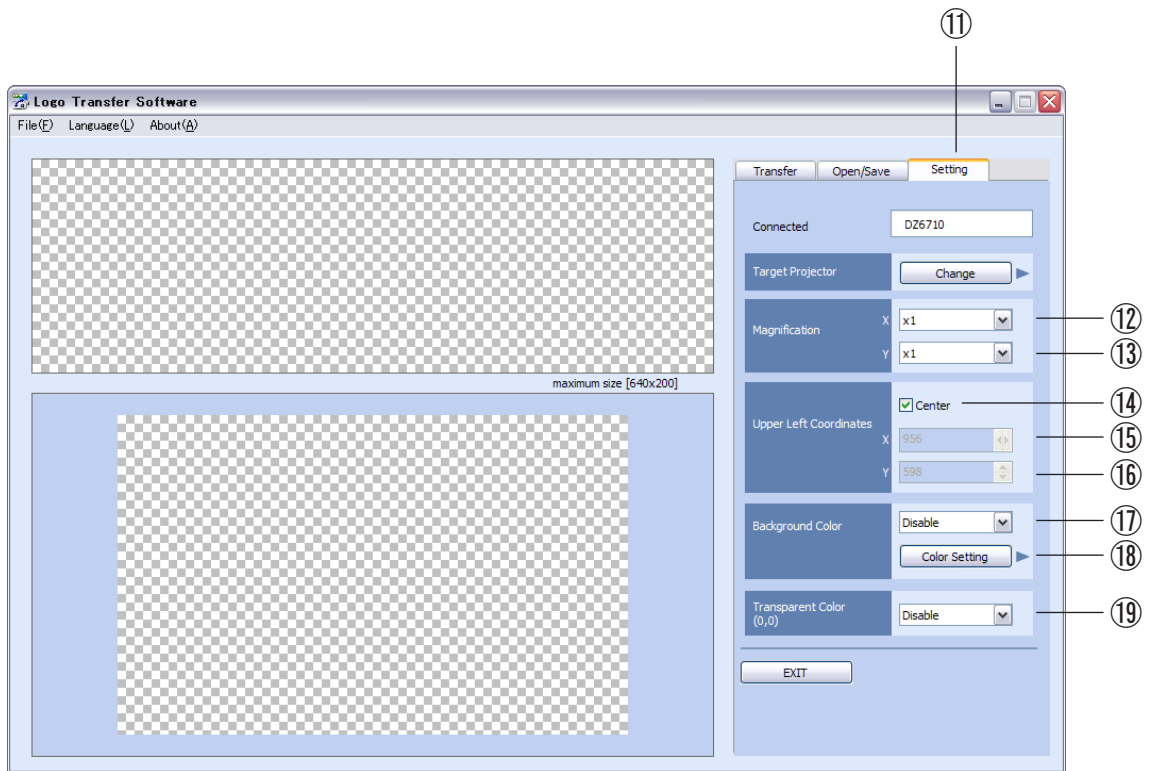 ⑪
Logo Transfer Software
File(F) Language(L) About(A)
Transfer Open/Save Setting
Connected DZ6710
Target Projector Change
Magnification X x1 ⑫
Y x1 ⑬
maximum size [640x200]
Center ⑭
Upper Left Coordinates
X 956 ⑮
Y 598 ⑯
Background Color Disable ⑰
Color Setting ⑱
Transparent Color
(0,0) Disable ⑲
EXIT